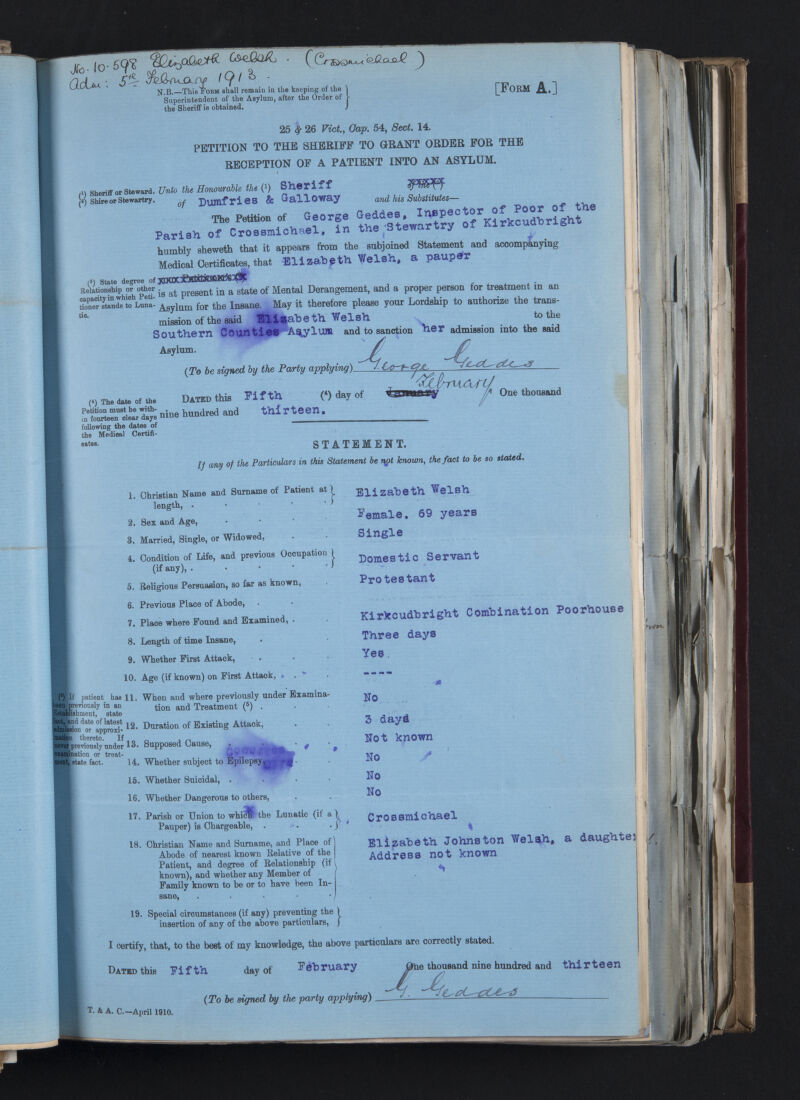 No. 10598 Elizabeth Welsh. (Crossmichael)
Adm: 5th February 1913.
N.B.—This Form shall remain in the keeping of the
Superintendent of the Asylum, after the Order of
the Sheriff is obtained.
[Form A.]
25 & 26 Vict., Cap. 54, Sect. 14.
PETITION TO THE SHERIFF TO GRANT ORDER FOR THE
RECEPTION OF A PATIENT INTO AN ASYLUM.
(¹) Sheriff or Steward.
(²) Shire or Stewartry.
Unto the Honourable the (¹) Sheriff
of Dumfries & Galloway and his Substitutes—
The Petition of George Geddes, Inspector of Poor of the
Parish of Crossmichael, in the Stewartry of Kirkcudbright
humbly sheweth that it appears from the subjoined Statement and accompanying
Medical Certificates, that Elizabeth Welsh, a pauper
(³) State degree of
Relationship or other
capacity in which Peti-
tioner stands to Luna-
tic.
is at present in a state of Mental Derangement, and a proper person for treatment in an
Asylum for the Insane. May it therefore please your Lordship to authorize the trans-
mission of the said Elizabeth Welsh to the
Southern Counties Asylum and to sanction her admission into the said
Asylum.
(To be signed by the Party applying) George Geddes
(⁴) The date of the
Petition must be with-
in fourteen clear days
following the dates of
the Medical Certifi-
cates.
February
DATED this Fifth (⁴) day of January One thousand
nine hundred and thirteen.
STATEMENT.
If any of the Particulars in this Statement be not known, the fact to be so stated.
1. Christian Name and Surname of Patient at
length, . Elizabeth Welsh
2. Sex and Age, Female. 69 years
3. Married, Single, or Widowed, Single
4. Condition of Life, and previous Occupation
(if any), . Domestic Servant
5. Religious Persuasion, so far as known, Protestant
6. Previous Place of Abode, .
7. Place where Found and Examined, . Kirkcudbright Combination Poorhouse
8. Length of time Insane, Three days
9. Whether First Attack, Yes
10. Age (if known) on First Attack, . ----
(⁵) If patient has
been previously in an
Establishment, state
last, and date of latest
admission or approxi-
mation thereto. If
never previously under
examination or treat-
ment, state fact.
11. When and where previously under Examina-
tion and Treatment (⁵) . No
12. Duration of Existing Attack, 3 dayd
13. Supposed Cause, Not known
14. Whether subject to Epilepsy, No
15. Whether Suicidal, . No
16. Whether Dangerous to others, No
17. Parish or Union to which the Lunatic (if a
Pauper) is Chargeable, . Crossmichael
18. Christian Name and Surname, and Place of
Abode of nearest known Relative of the
Patient, and degree of Relationship (if
known), and whether any Member of
Family known to be or to have been In-
sane, .
Elizabeth Johnston Welsh, a daughter
Address not known
19. Special circumstances (if any) preventing the
insertion of any of the above particulars,
I certify, that, to the best of my knowledge, the above particulars are correctly stated.
DATED this Fifth day of February One thousand nine hundred and thirteen
(To be signed by the party applying) G. Geddes
T. & A. C.—April 1910.